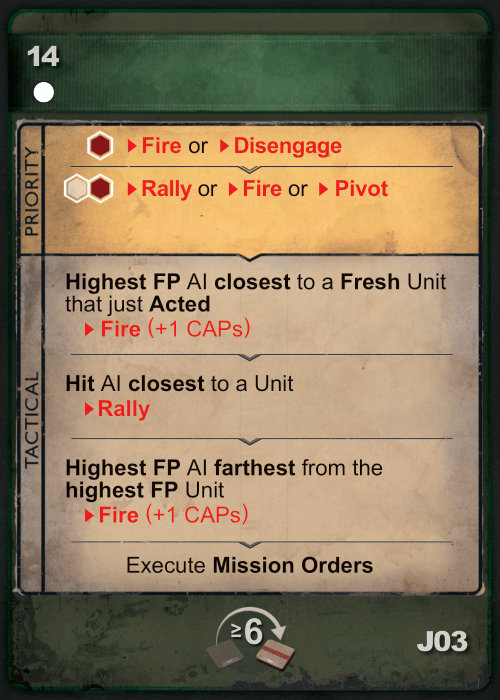 14
PRIORITY
Fire or Disengage
Rally or Fire or Pivot
TACTICAL
Highest FP AI closest to a Fresh Unit
that just Acted
Fire (+1 CAPs)
Hit AI closest to a Unit
Rally
Highest FP AI farthest from the
highest FP Unit
Fire (+1 CAPs)
Execute Mission Orders
≥6
J03